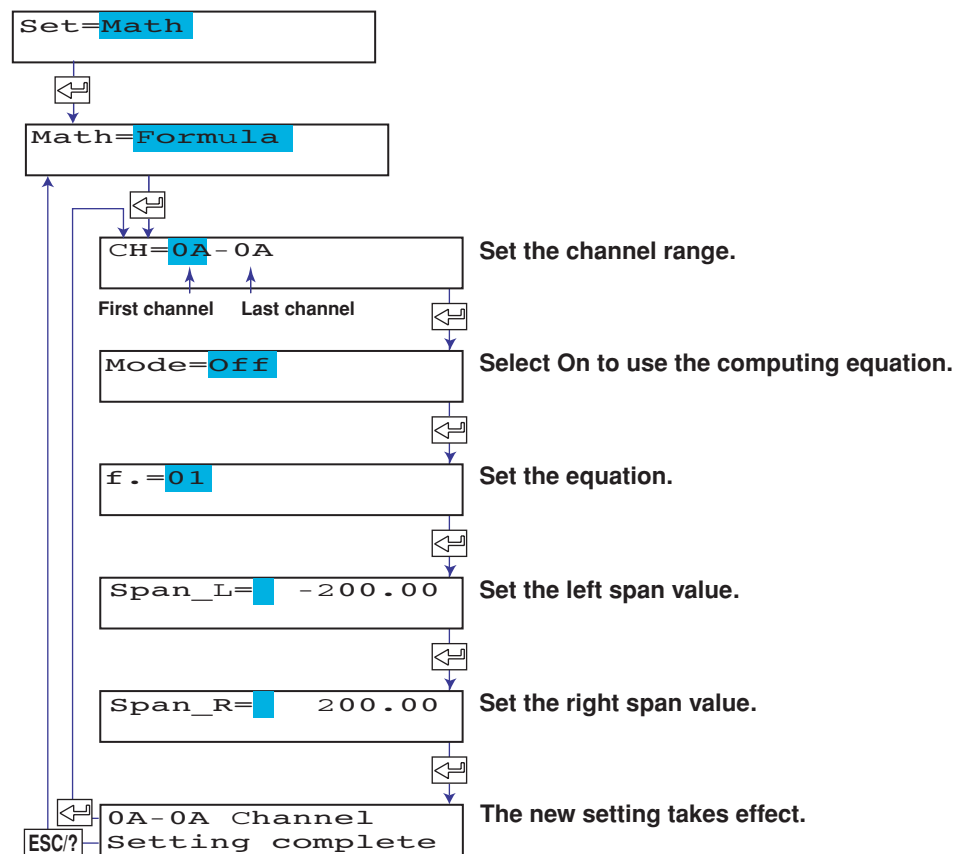 Set=Math
Math=Formula
CH=0A-0A
Set the channel range.
First channel
Last channel
Mode=Off
Select On to use the computing equation.
f.=01
Set the equation.
Span_L= -200.00
Set the left span value.
Span_R= 200.00
Set the right span value.
0A-0A Channel
The new setting takes effect.
ESC/?
Setting complete